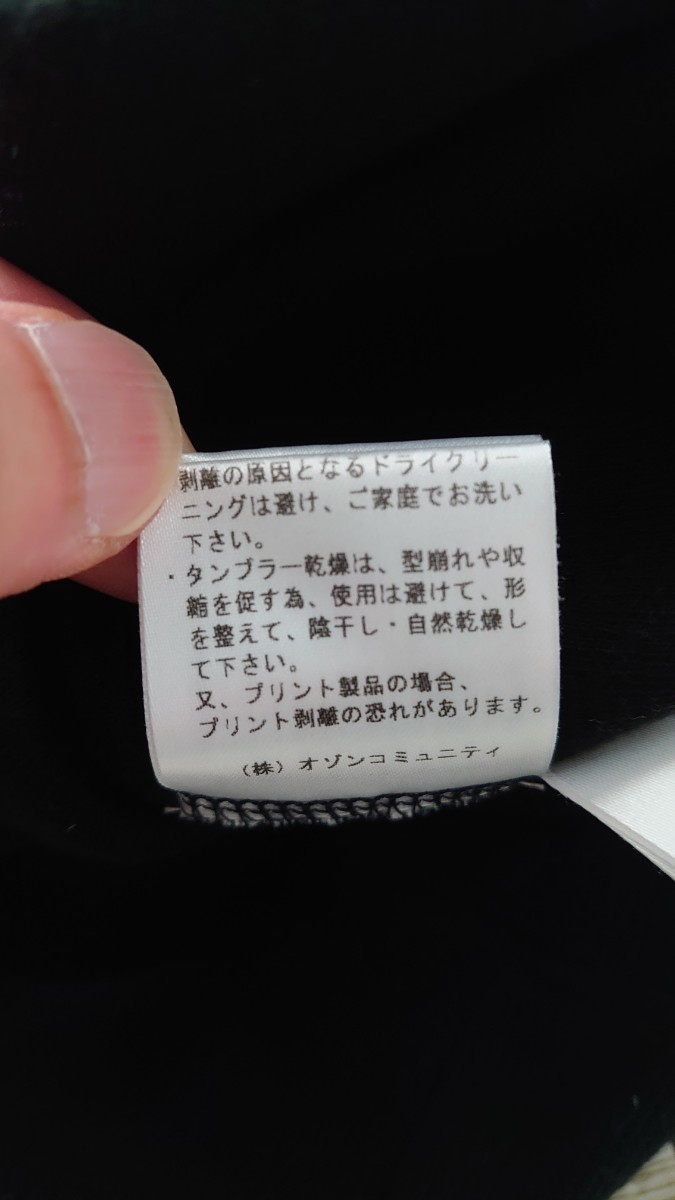 剥離の原因となるドライクリー
ニングは避け、ご家庭でお洗い
下さい。
・タンブラー乾燥は、型崩れや収
縮を促す為、使用は避けて、形
を整えて、陰干し・自然乾燥し
て下さい。
又、プリント製品の場合、
プリント剥離の恐れがあります。
（株）オゾンコミュニティ